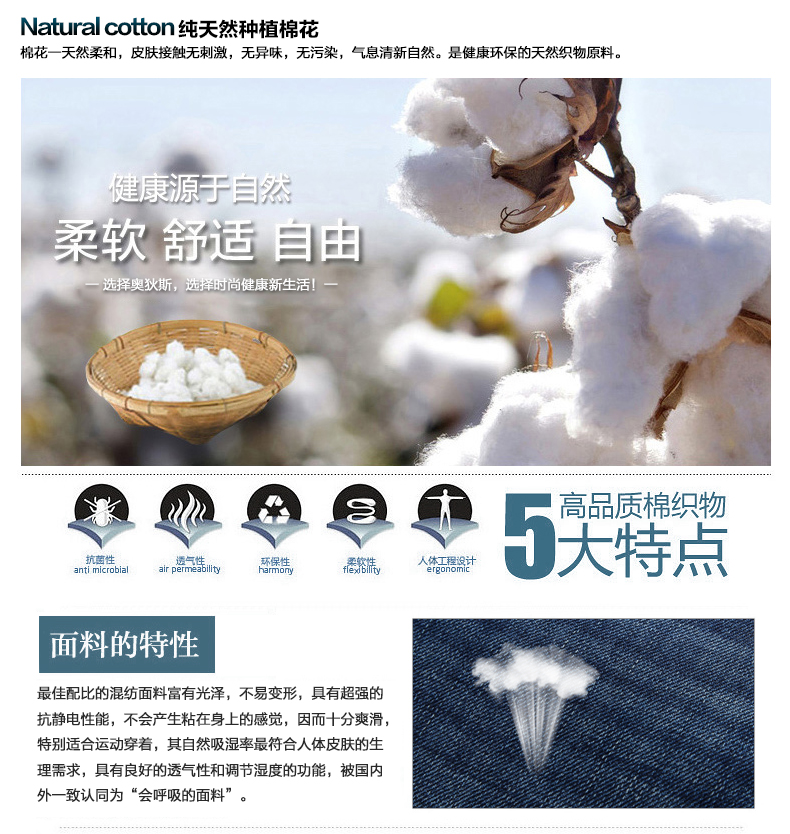 Natural cotton 纯天然种植棉花
棉花—天然柔和，皮肤接触无刺激，无异味，无污染，气息清新自然。是健康环保的天然织物原料。
健康源于自然
柔软 舒适 自由
— 选择奥狄斯，选择时尚健康新生活！—
抗菌性
anti microbial
透气性
air permeability
环保性
harmony
柔软性
flexibility
人体工程设计
ergonomic
5 高品质棉织物
大特点
面料的特性
最佳配比的混纺面料富有光泽，不易变形，具有超强的
抗静电性能，不会产生粘在身上的感觉，因而十分爽滑，
特别适合运动穿着，其自然吸湿率最符合人体皮肤的生
理需求，具有良好的透气性和调节湿度的功能，被国内
外一致认同为“会呼吸的面料”。